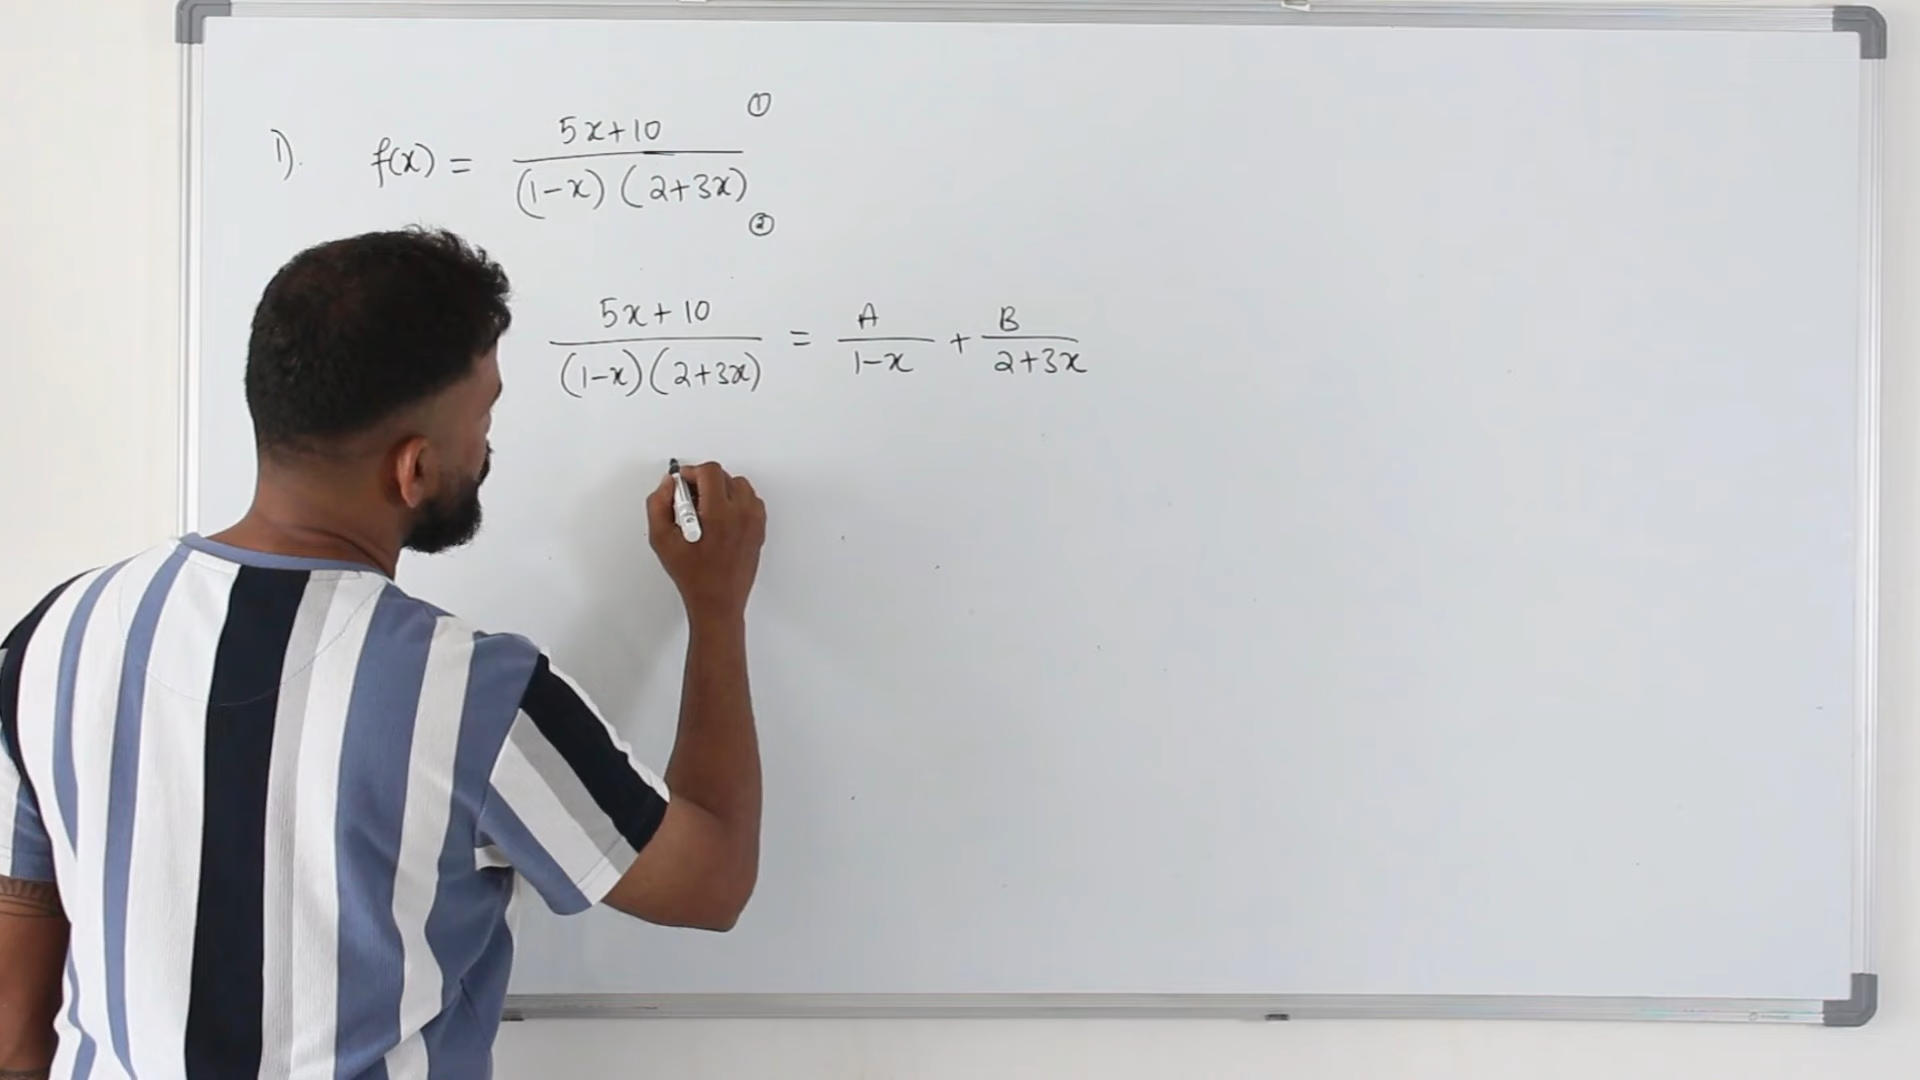 1). f(x) = 5x+10 / (1-x)(2+3x)
①
②
5x+10 / (1-x)(2+3x) = A / 1-x + B / 2+3x